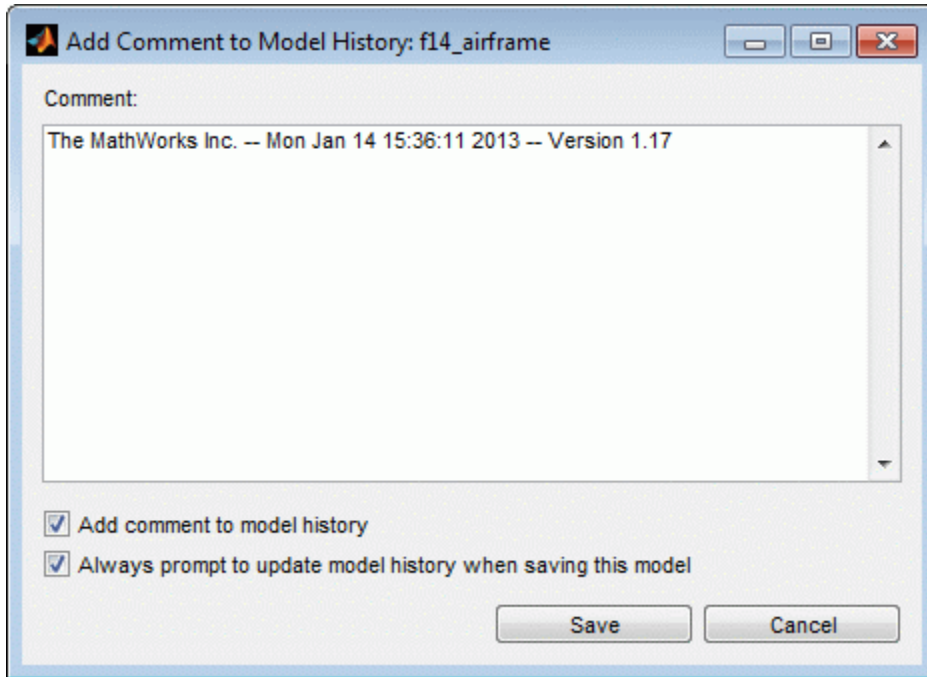 Add Comment to Model History: f14_airframe
Comment:
The MathWorks Inc. -- Mon Jan 14 15:36:11 2013 -- Version 1.17
Add comment to model history
Always prompt to update model history when saving this model
Save Cancel